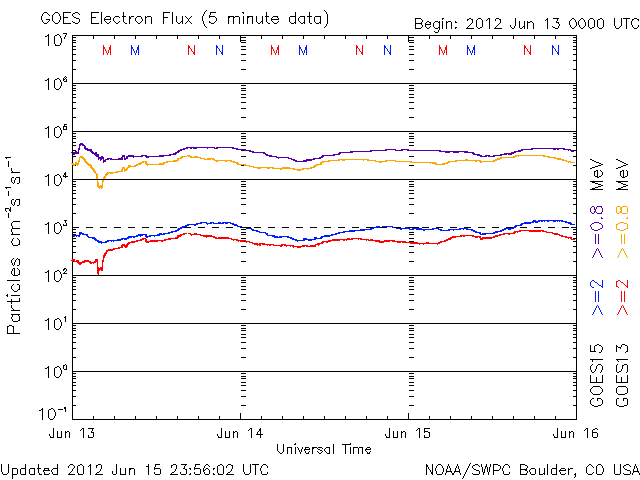 GOES Electron Flux (5 minute data)
Begin: 2012 Jun 13 0000 UTC
M M N N M M N N M M N N
10⁷
10⁶
10⁵
10⁴
10³
10²
10¹
10⁰
10⁻¹
Particles cm⁻²s⁻¹sr⁻¹
Jun 13 Jun 14 Jun 15 Jun 16
Universal Time
GOES15 >=2 >=0.8 MeV
GOES13 >=2 >=0.8 MeV
Updated 2012 Jun 15 23:56:02 UTC
NOAA/SWPC Boulder, CO USA